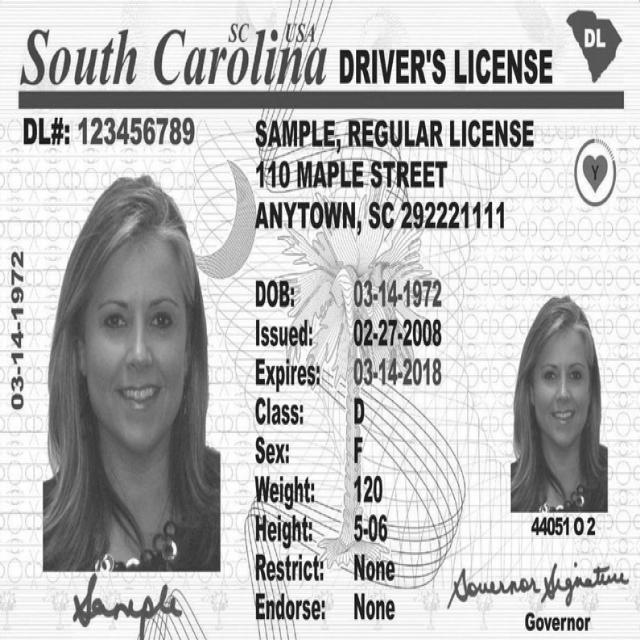 SC USA
South Carolina DRIVER'S LICENSE
DL
DL#: 123456789
SAMPLE, REGULAR LICENSE
110 MAPLE STREET
ANYTOWN, SC 292221111
Y
03-14-1972
DOB: 03-14-1972
Issued: 02-27-2008
Expires: 03-14-2018
Class: D
Sex: F
Weight: 120
Height: 5-06
Restrict: None
Endorse: None
44051 O 2
Sample
Governor Signature
Governor